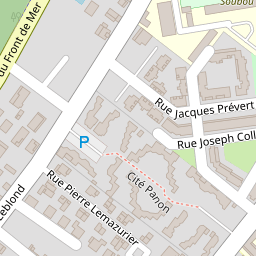 Soubou
du Front de Mer
Rue Jacques Prévert
Rue Joseph Coll
P
Cité Panon
Rue Pierre Lemazurier
Leblond